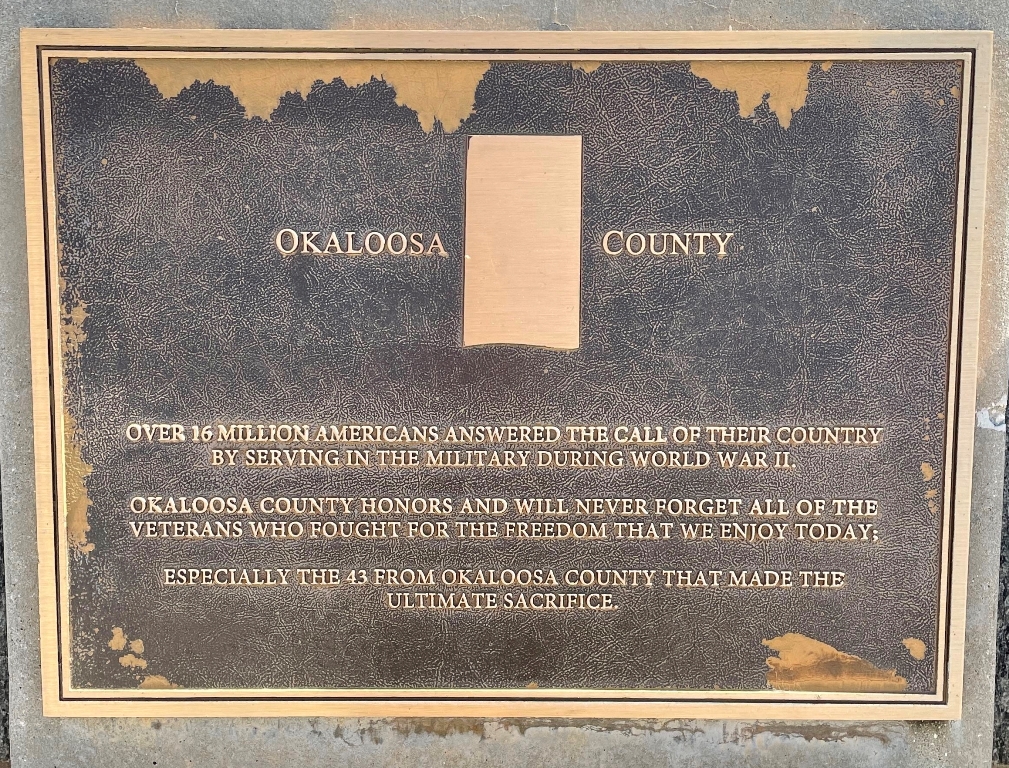 OKALOOSA COUNTY
OVER 16 MILLION AMERICANS ANSWERED THE CALL OF THEIR COUNTRY
BY SERVING IN THE MILITARY DURING WORLD WAR II.
OKALOOSA COUNTY HONORS AND WILL NEVER FORGET ALL OF THE
VETERANS WHO FOUGHT FOR THE FREEDOM THAT WE ENJOY TODAY;
ESPECIALLY THE 43 FROM OKALOOSA COUNTY THAT MADE THE
ULTIMATE SACRIFICE.